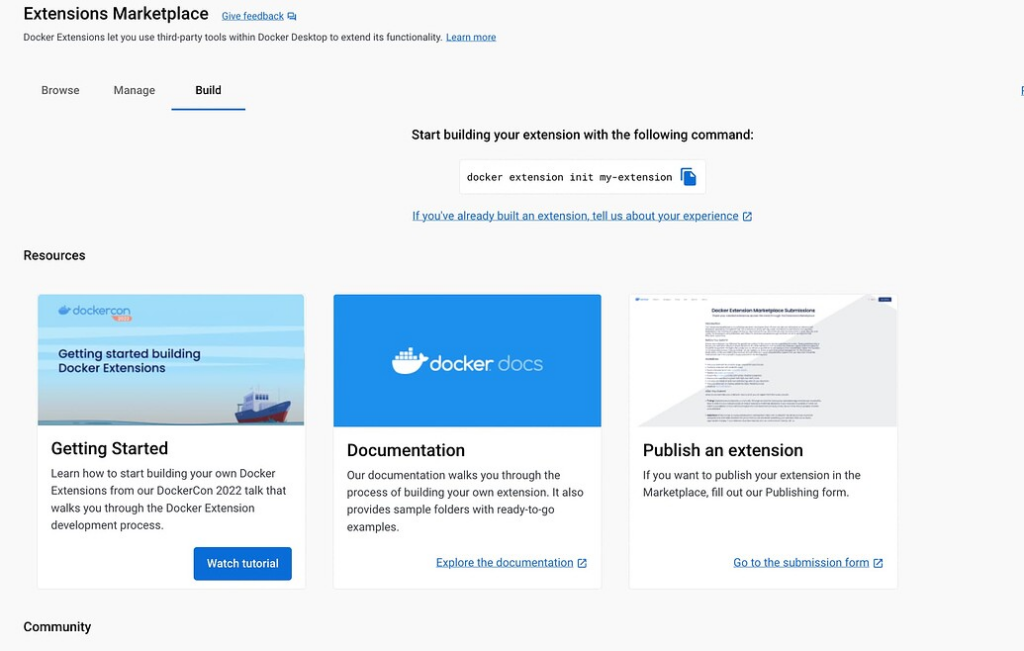 Extensions Marketplace Give feedback
Docker Extensions let you use third-party tools within Docker Desktop to extend its functionality. Learn more
Browse Manage Build
Start building your extension with the following command:
docker extension init my-extension
If you've already built an extension, tell us about your experience
Resources
dockercon
2022
Getting started building
Docker Extensions
Getting Started
Learn how to start building your own Docker
Extensions from our DockerCon 2022 talk that
walks you through the Docker Extension
development process.
Watch tutorial
docker docs
Documentation
Our documentation walks you through the
process of building your own extension. It also
provides sample folders with ready-to-go
examples.
Explore the documentation
Docker Extension Marketplace Submissions
Publish an extension
If you want to publish your extension in the
Marketplace, fill out our Publishing form.
Go to the submission form
Community